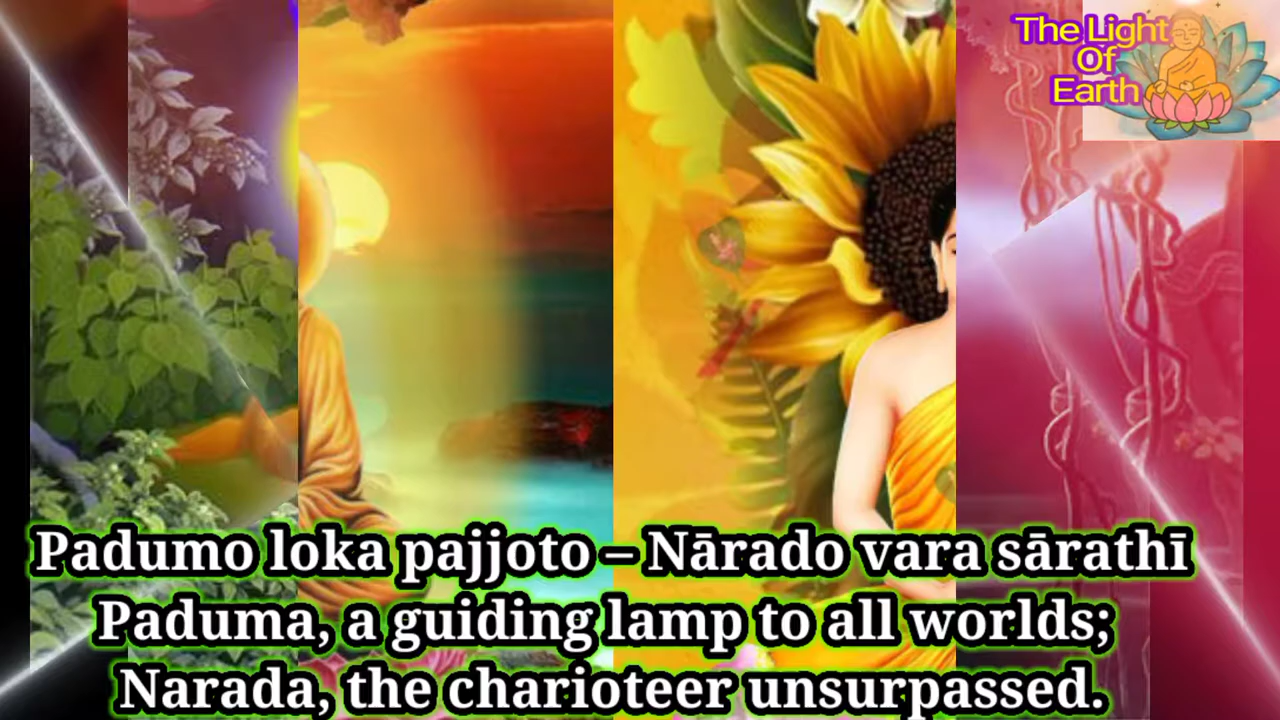 The Light
Of
Earth
Padumo loka pajjoto – Nārado vara sārathī
Paduma, a guiding lamp to all worlds;
Narada, the charioteer unsurpassed.